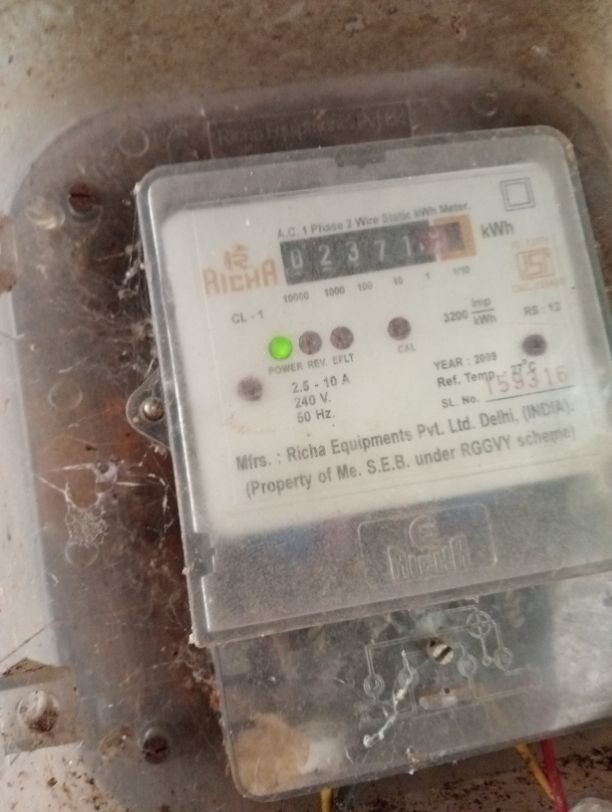 A.C. 1 Phase 2 Wire Static kWh Meter.
RICHA
0 2 3 7 1
kWh
10000 1000 100 10 1 1/10
CL - 1
3200 imp/kWh
RS : 12
POWER REV. EFLT
CAL
2.5 - 10 A
240 V.
50 Hz.
YEAR : 2009
Ref. Temp. : 27°C
SL. No. 159316
Mfrs. : Richa Equipments Pvt. Ltd. Delhi. (INDIA).
(Property of Me. S.E.B. under RGGVY scheme)
RICHA